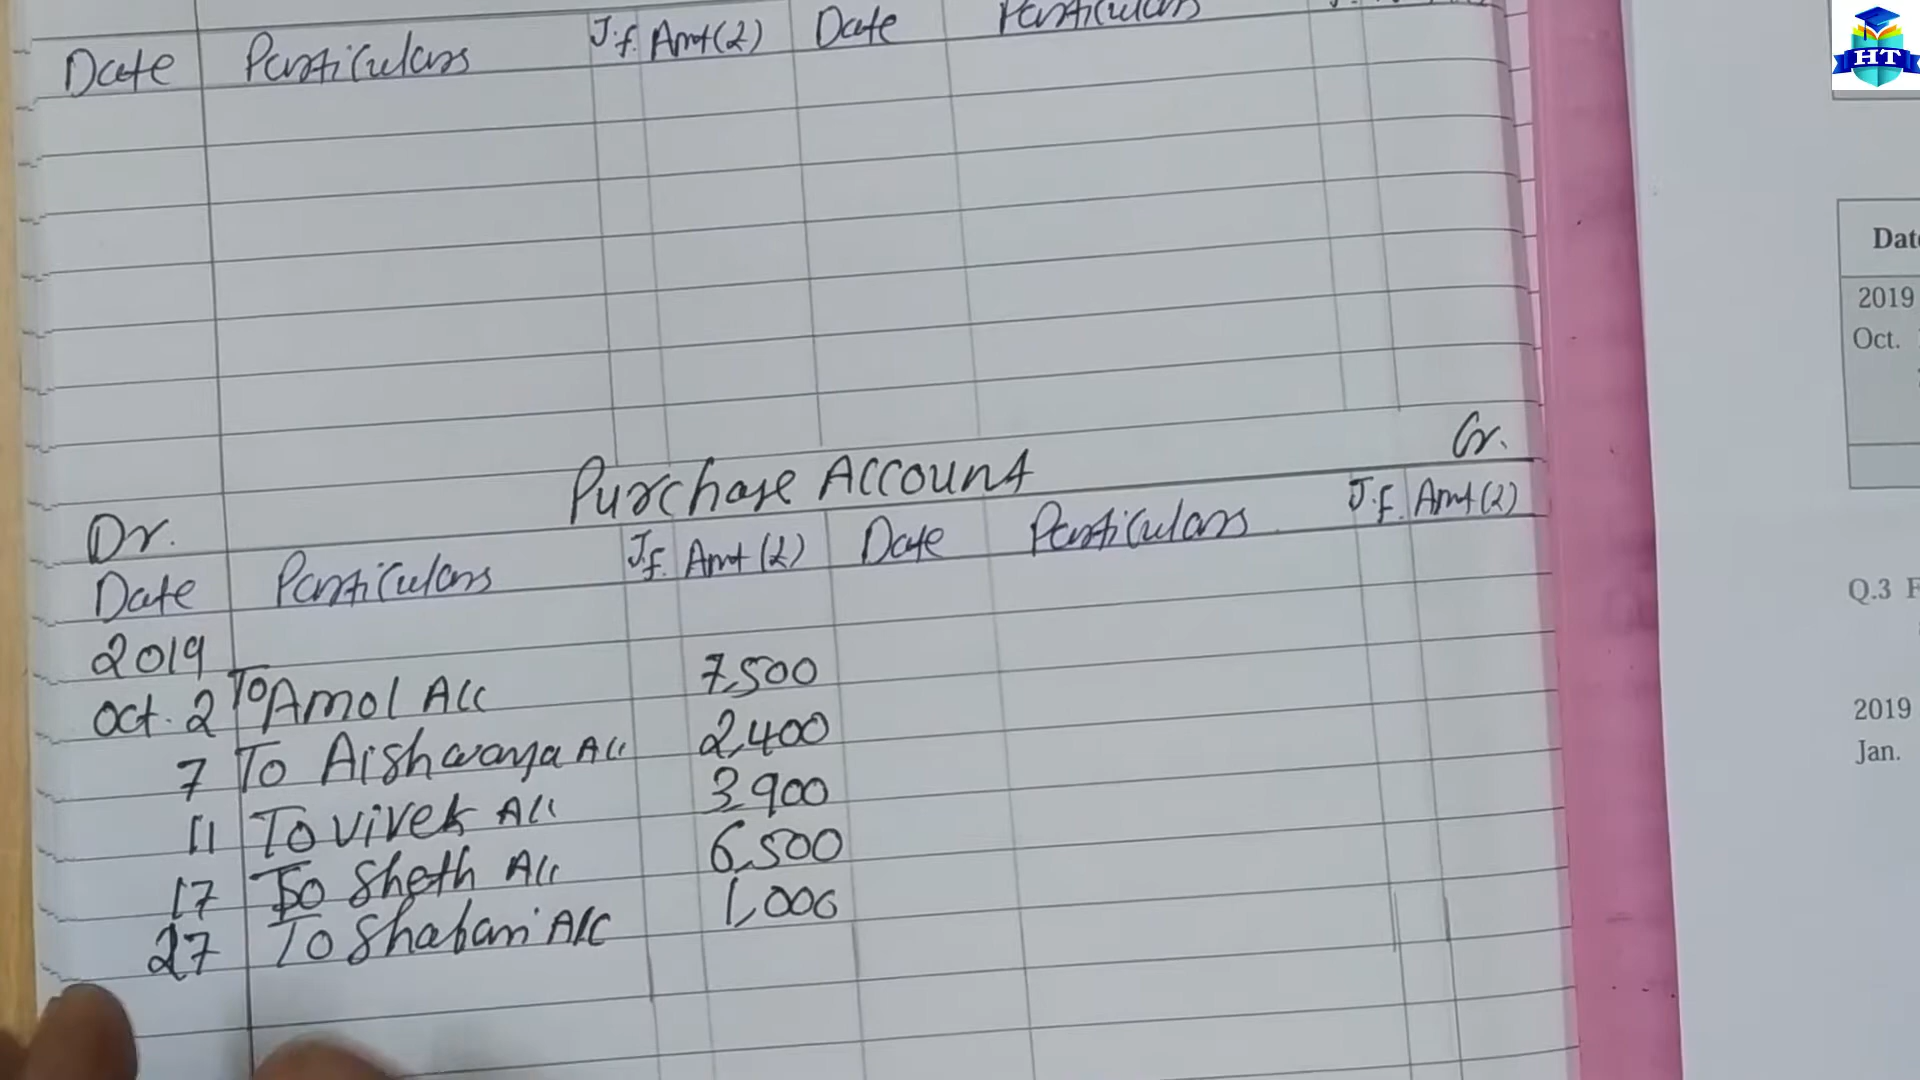 Date Particulars J.f. Amt(₹) Date Particulars
HT
Purchase Account
Dr. Cr.
Date Particulars J.f. Amt(₹) Date Particulars J.f. Amt(₹)
2019
Oct. 2 To Amol A/c 7,500
7 To Aishwarya A/c 2,400
11 To Vivek A/c 3,900
17 To Sheth A/c 6,500
27 To Shabari A/c 1,000
Date
2019
Oct.
Q.3 F
2019
Jan.